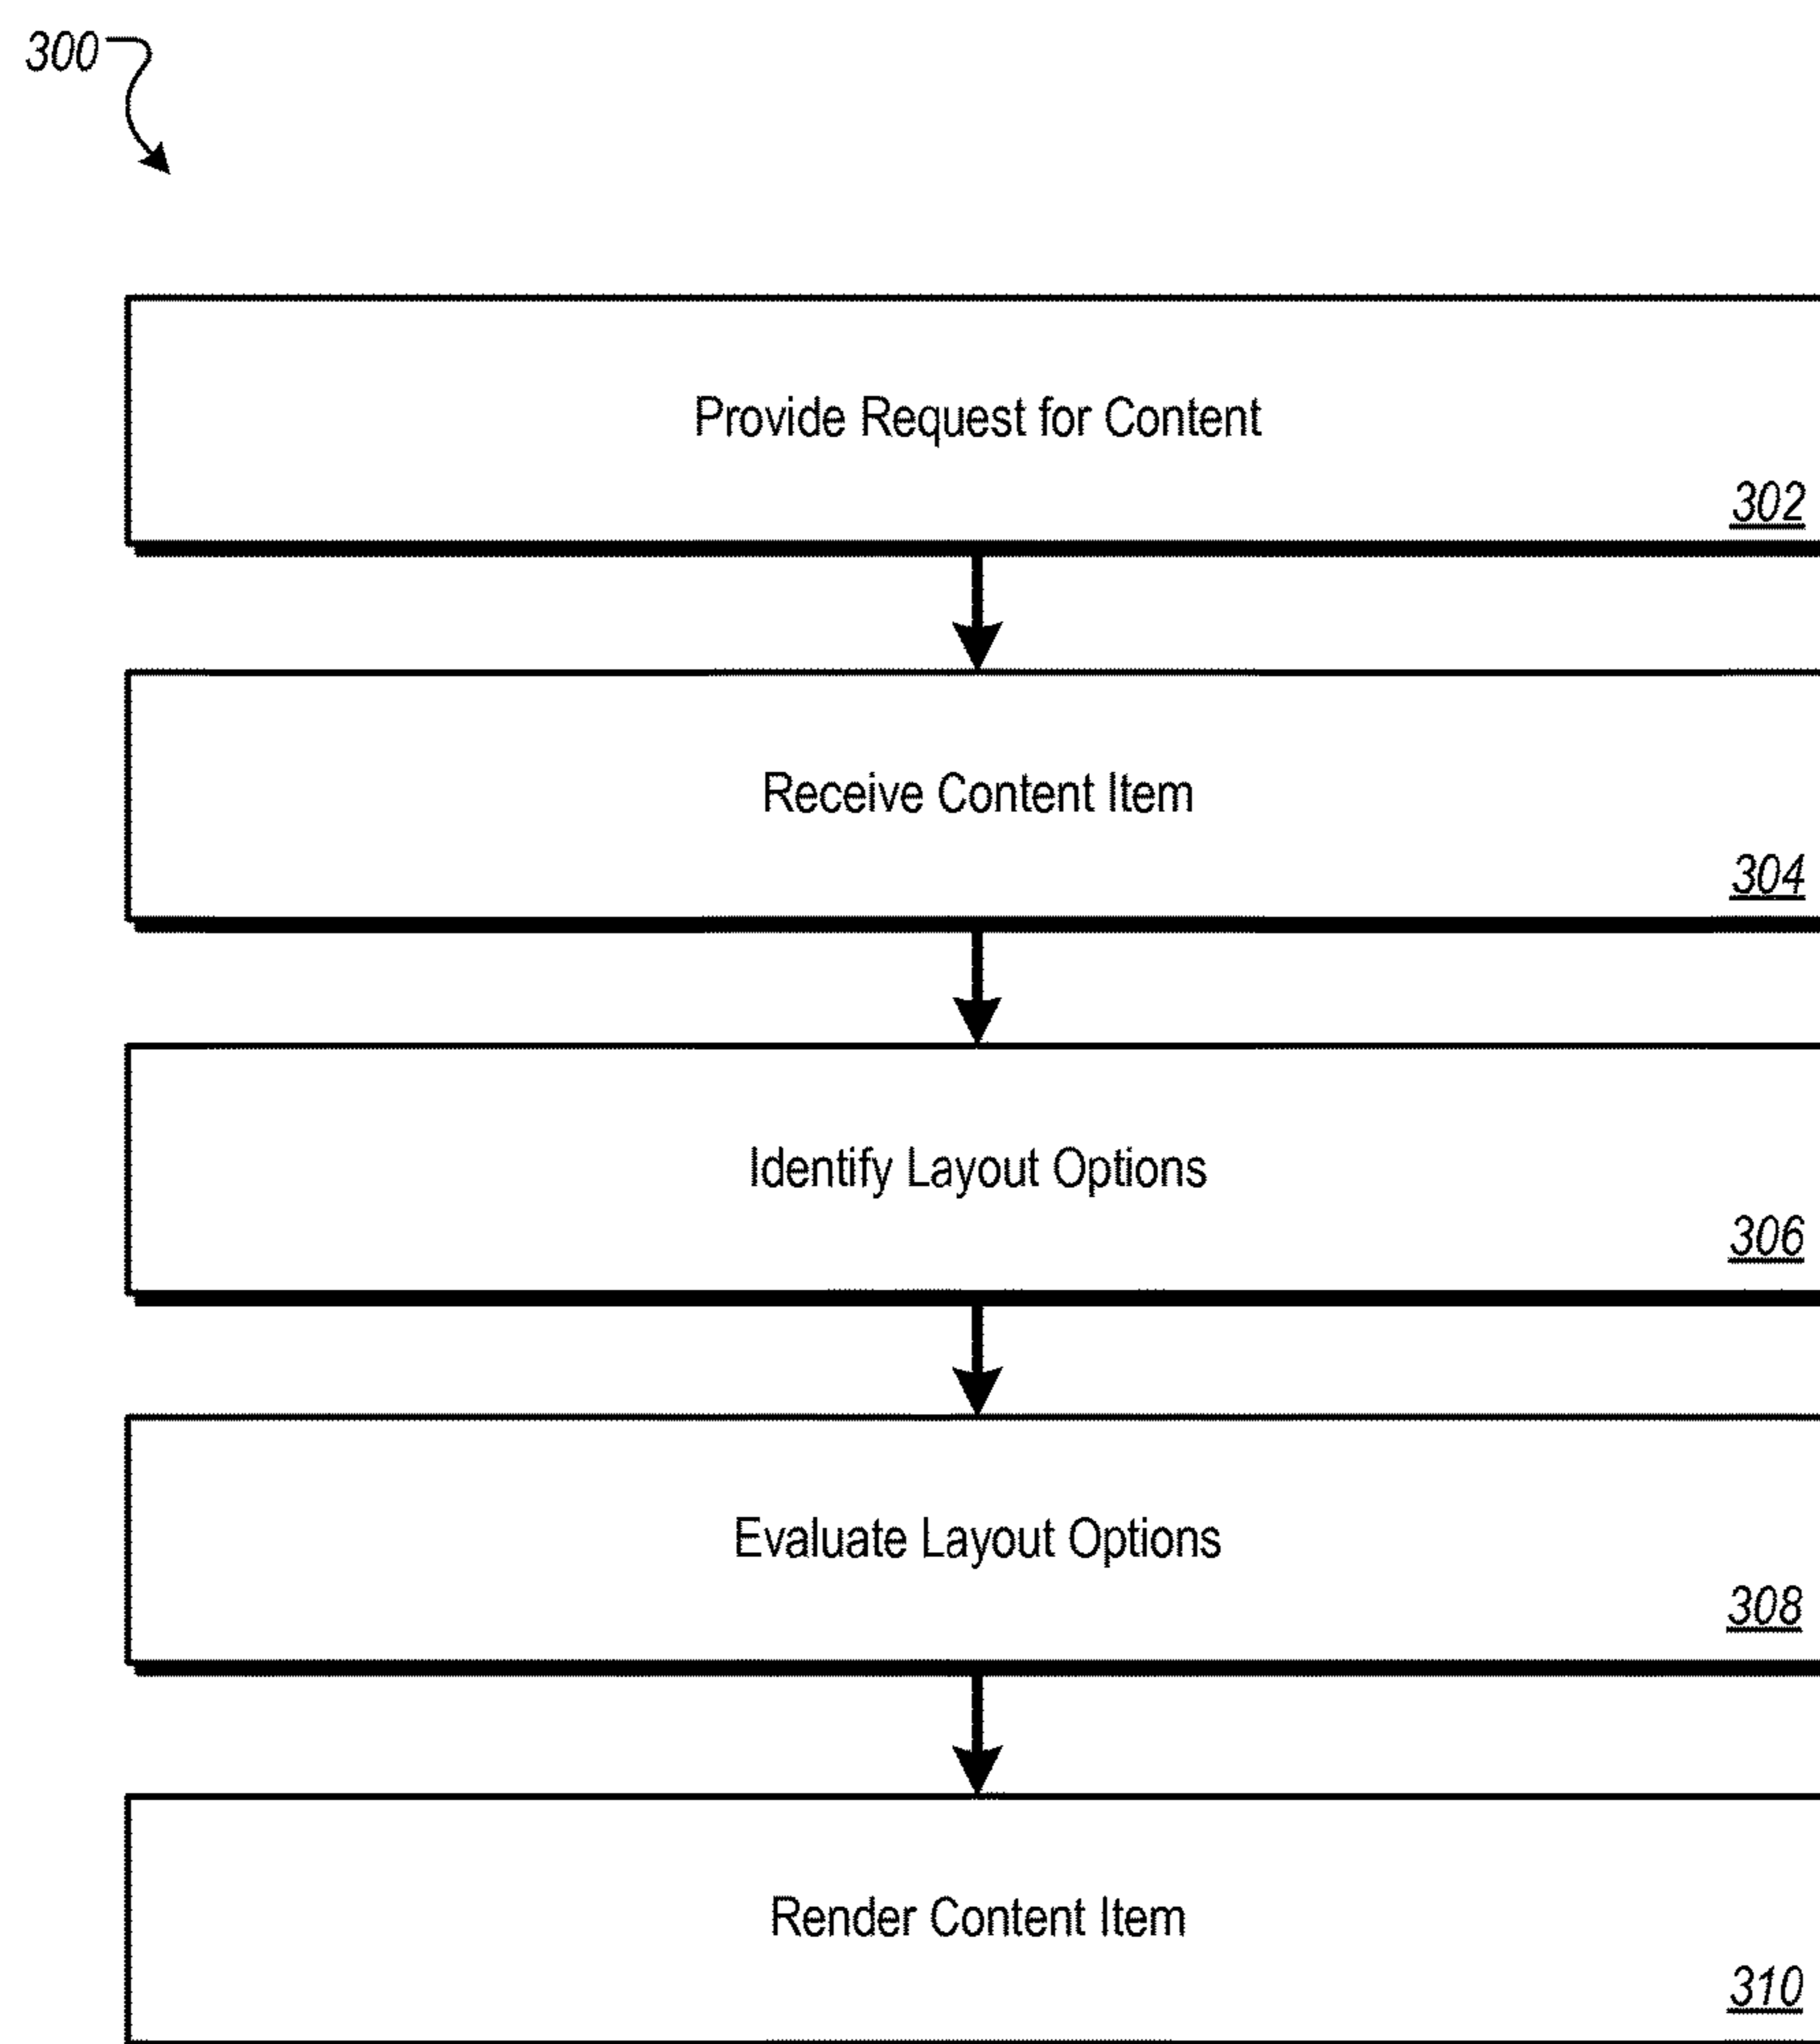 300
Provide Request for Content
302
Receive Content Item
304
Identify Layout Options
306
Evaluate Layout Options
308
Render Content Item
310